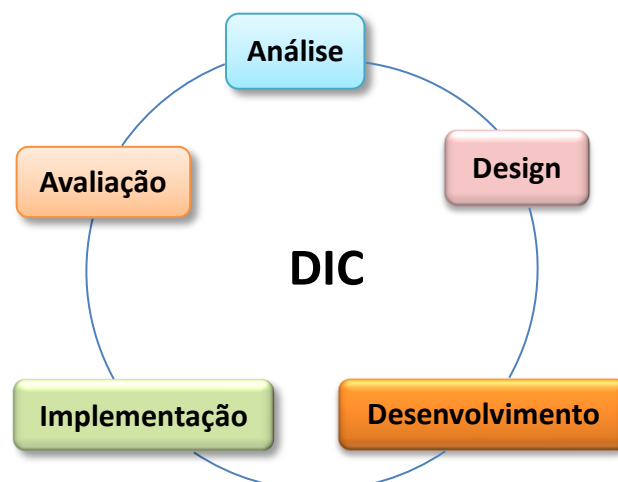 Análise
Design
Avaliação
DIC
Implementação
Desenvolvimento